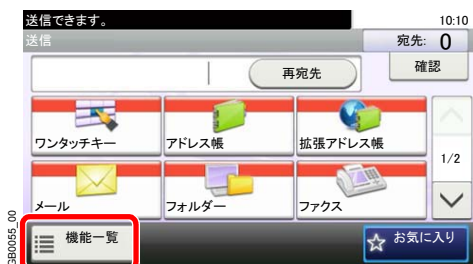 送信できます。 10:10
送信 宛先: 0
再宛先 確認
ワンタッチキー アドレス帳 拡張アドレス帳
1/2
メール フォルダー ファクス
機能一覧 お気に入り
GB0055_00